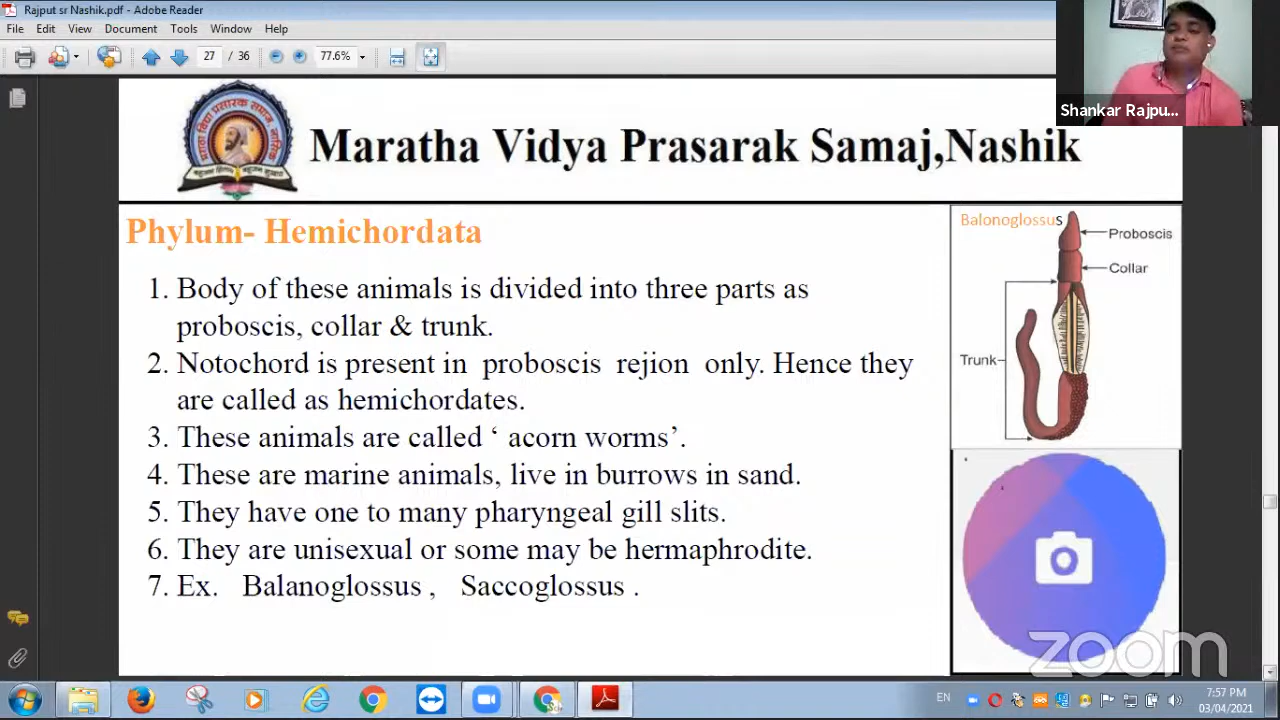 Rajput sr Nashik.pdf - Adobe Reader
File Edit View Document Tools Window Help
27 / 36 77.6%
Shankar Rajpu...
Maratha Vidya Prasarak Samaj,Nashik
Phylum- Hemichordata
1. Body of these animals is divided into three parts as
proboscis, collar & trunk.
2. Notochord is present in proboscis rejion only. Hence they
are called as hemichordates.
3. These animals are called ‘ acorn worms’.
4. These are marine animals, live in burrows in sand.
5. They have one to many pharyngeal gill slits.
6. They are unisexual or some may be hermaphrodite.
7. Ex. Balanoglossus , Saccoglossus .
Balonoglossus
Proboscis
Collar
Trunk
zoom
EN
7:57 PM
03/04/2021